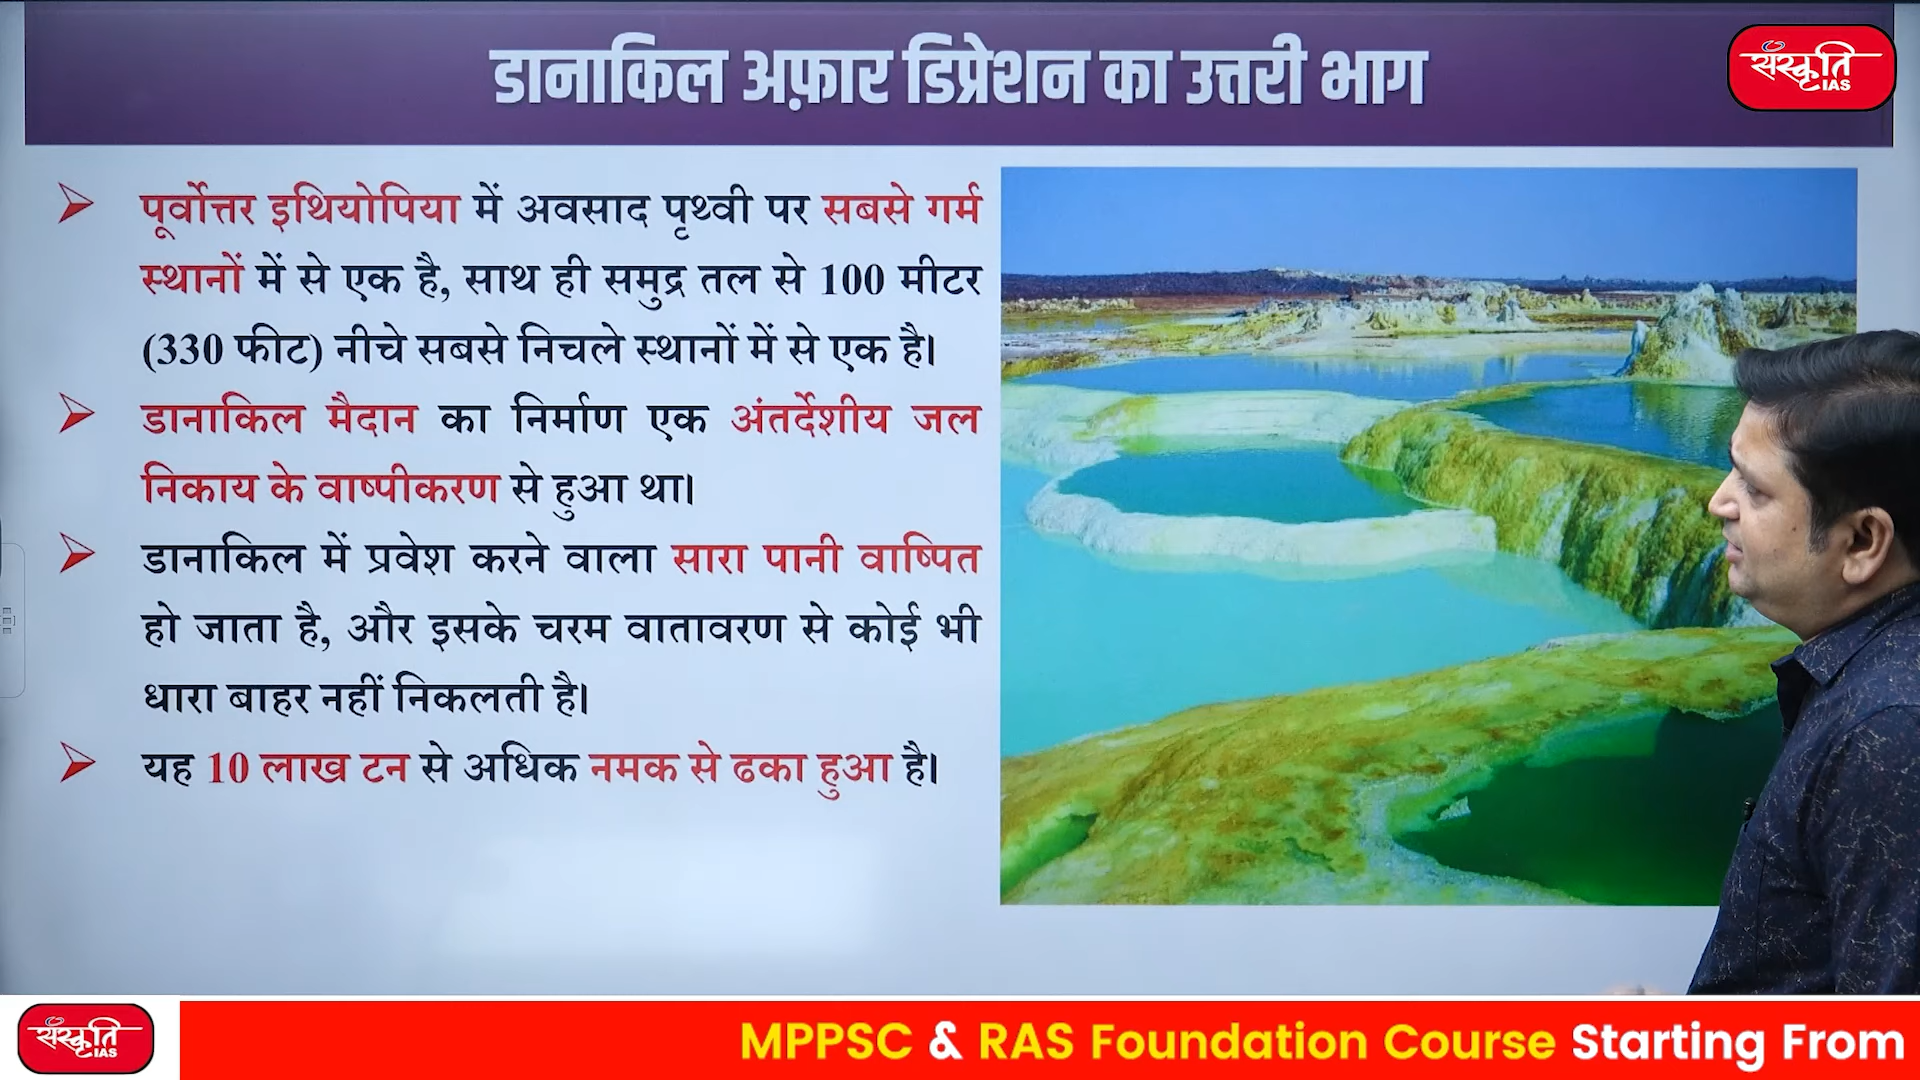 डानाकिल अफ़ार डिप्रेशन का उत्तरी भाग
संस्कृति
IAS
पूर्वोत्तर इथियोपिया में अवसाद पृथ्वी पर सबसे गर्म
स्थानों में से एक है, साथ ही समुद्र तल से 100 मीटर
(330 फीट) नीचे सबसे निचले स्थानों में से एक है।
डानाकिल मैदान का निर्माण एक अंतर्देशीय जल
निकाय के वाष्पीकरण से हुआ था।
डानाकिल में प्रवेश करने वाला सारा पानी वाष्पित
हो जाता है, और इसके चरम वातावरण से कोई भी
धारा बाहर नहीं निकलती है।
यह 10 लाख टन से अधिक नमक से ढका हुआ है।
संस्कृति
IAS
MPPSC & RAS Foundation Course Starting From